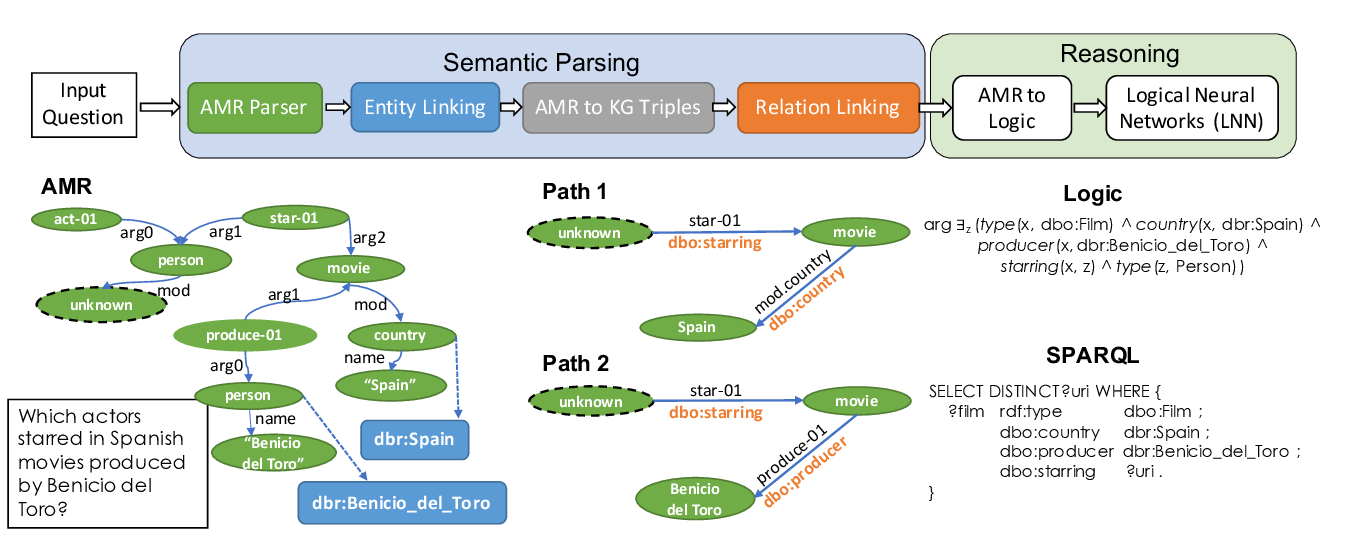 Semantic Parsing
Reasoning
Input
Question
AMR Parser
Entity Linking
AMR to KG Triples
Relation Linking
AMR to
Logic
Logical Neural
Networks (LNN)
AMR
act-01
star-01
arg0
arg1
arg2
person
movie
mod
unknown
arg1
mod
produce-01
country
arg0
name
person
"Spain"
name
"Benicio
del Toro"
dbr:Spain
dbr:Benicio_del_Toro
Which actors
starred in Spanish
movies produced
by Benicio del
Toro?
Path 1
unknown
star-01
dbo:starring
movie
mod.country
dbo:country
Spain
Path 2
unknown
star-01
dbo:starring
movie
produce-01
dbo:producer
Benicio
del Toro
Logic
arg ∃z (type(x, dbo:Film) ^ country(x, dbr:Spain) ^
producer(x, dbr:Benicio_del_Toro) ^
starring(x, z) ^ type(z, Person))
SPARQL
SELECT DISTINCT?uri WHERE {
?film rdf:type dbo:Film ;
dbo:country dbr:Spain ;
dbo:producer dbr:Benicio_del_Toro ;
dbo:starring ?uri .
}